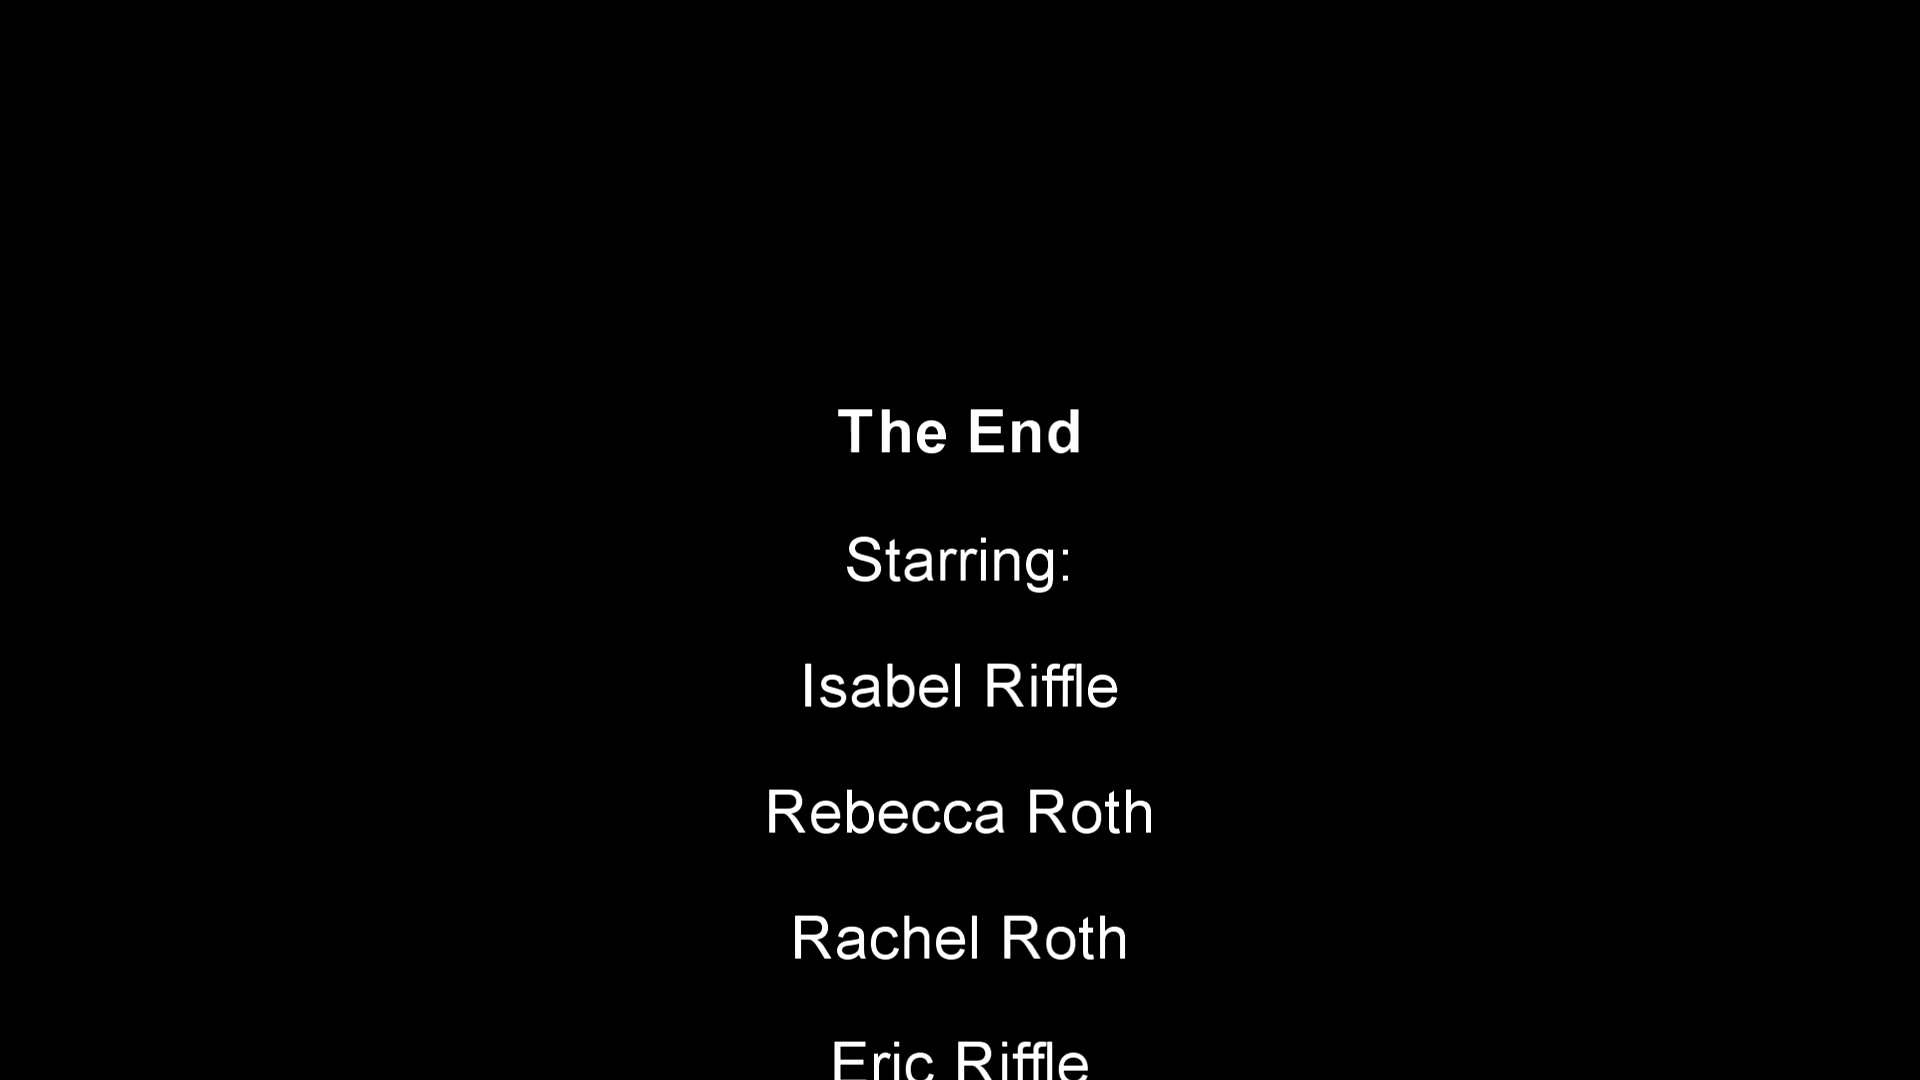 The End
Starring:
Isabel Riffle
Rebecca Roth
Rachel Roth
Eric Riffle